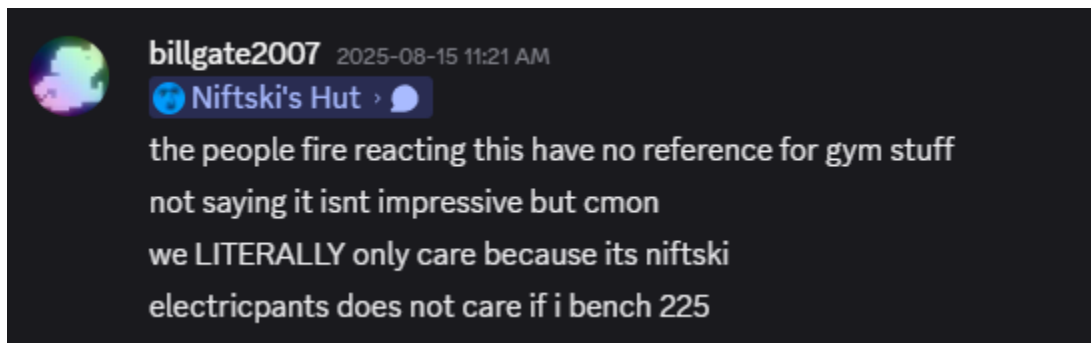 billgate2007 2025-08-15 11:21 AM
Niftski's Hut ›
the people fire reacting this have no reference for gym stuff
not saying it isnt impressive but cmon
we LITERALLY only care because its niftski
electricpants does not care if i bench 225